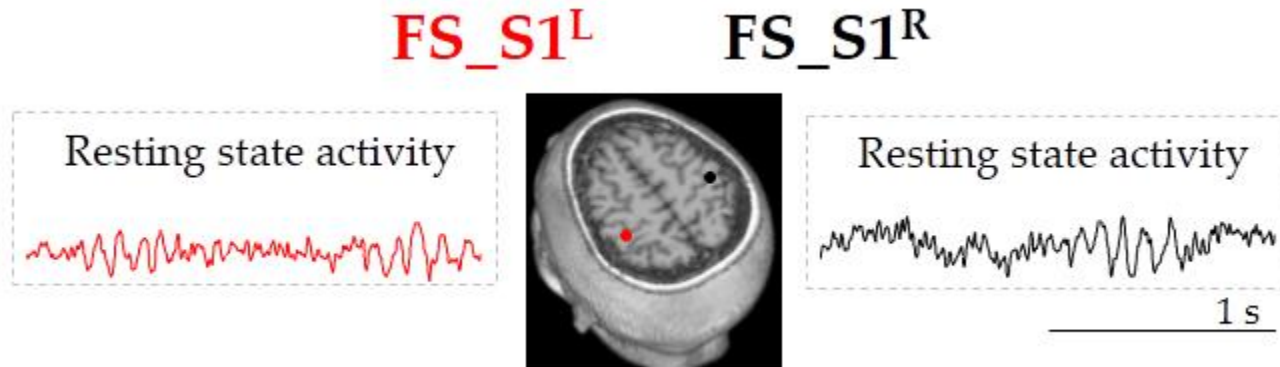 FS_S1ᴸ FS_S1ᴿ
Resting state activity
Resting state activity
1 s